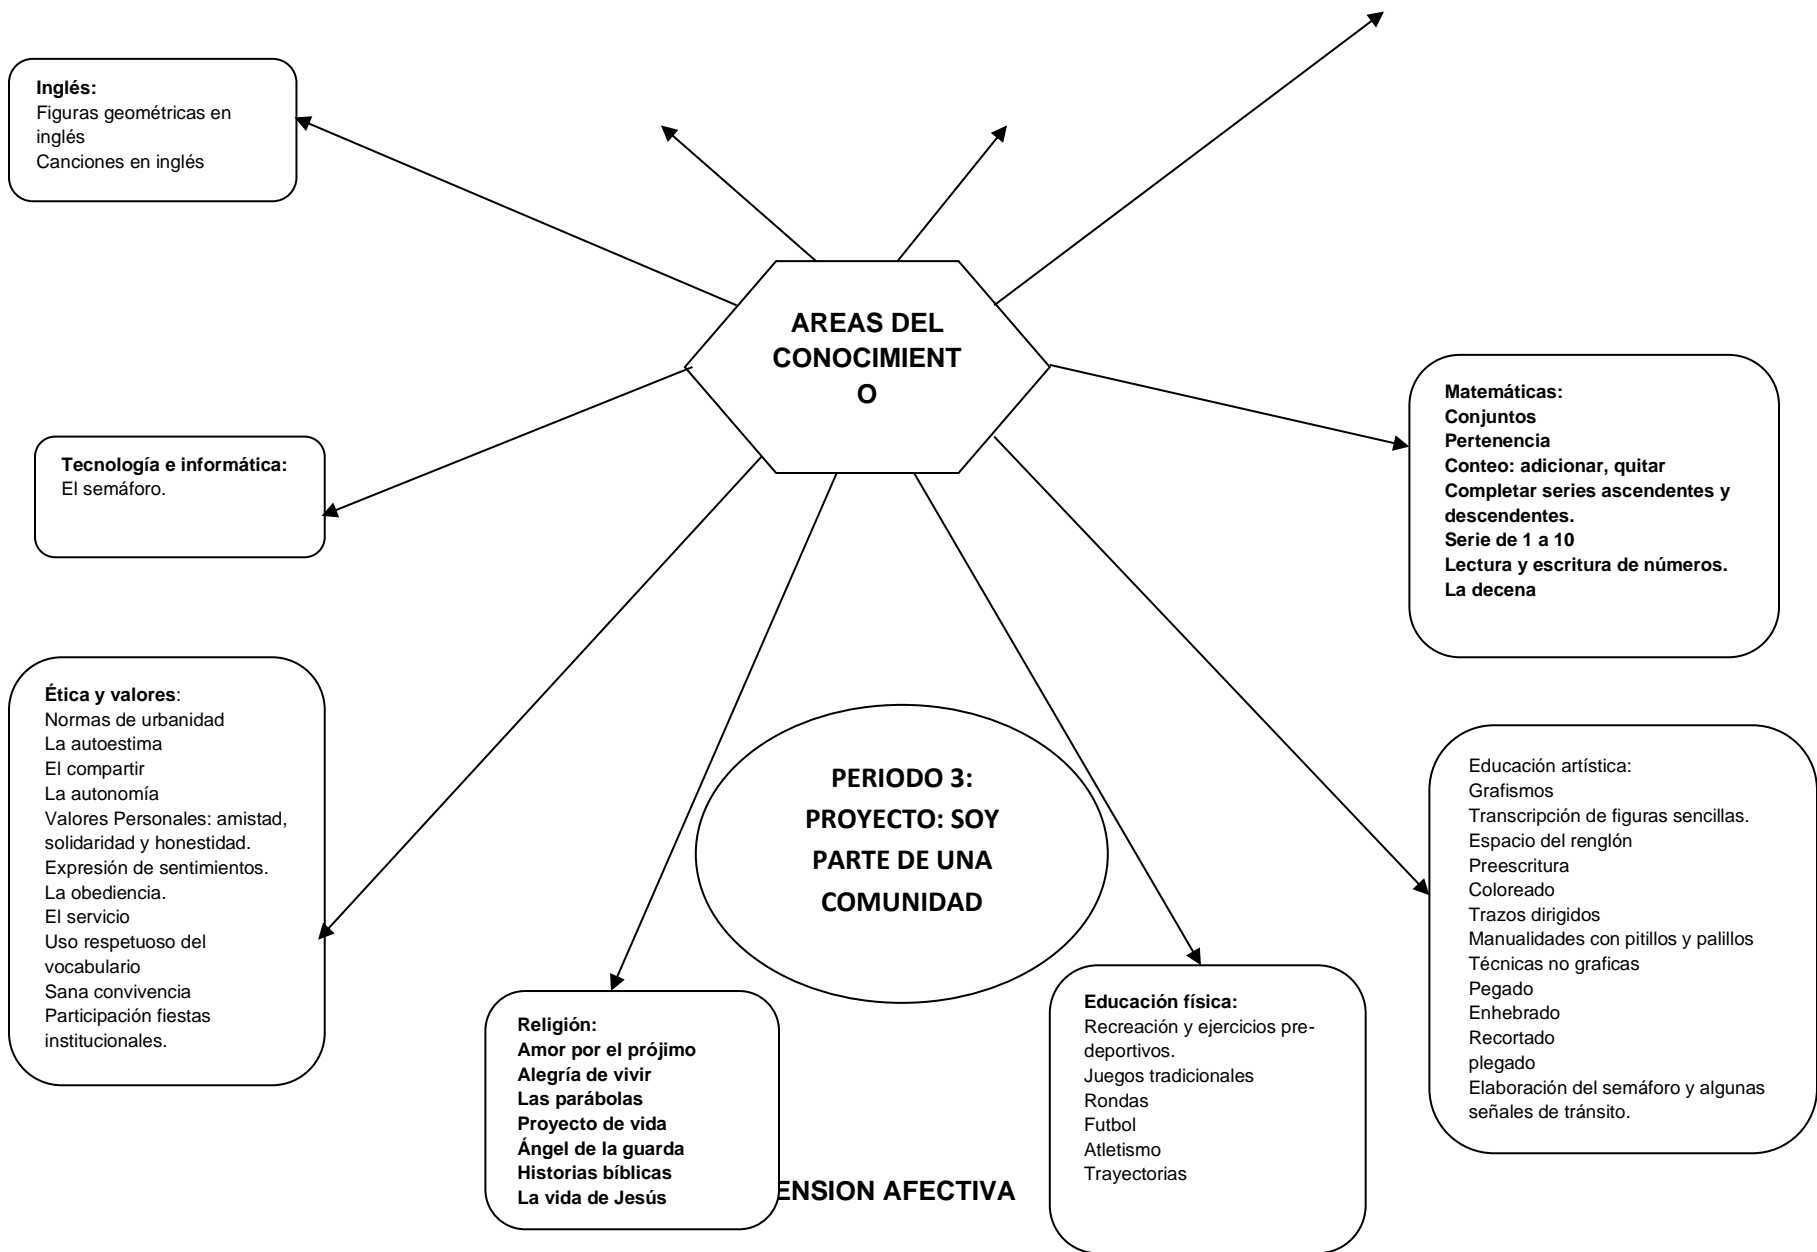 Inglés:
Figuras geométricas en
inglés
Canciones en inglés
AREAS DEL
CONOCIMIENT
O
Matemáticas:
Conjuntos
Pertenencia
Conteo: adicionar, quitar
Completar series ascendentes y
descendentes.
Serie de 1 a 10
Lectura y escritura de números.
La decena
Tecnología e informática:
El semáforo.
Ética y valores:
Normas de urbanidad
La autoestima
El compartir
La autonomía
Valores Personales: amistad,
solidaridad y honestidad.
Expresión de sentimientos.
La obediencia.
El servicio
Uso respetuoso del
vocabulario
Sana convivencia
Participación fiestas
institucionales.
PERIODO 3:
PROYECTO: SOY
PARTE DE UNA
COMUNIDAD
Educación artística:
Grafismos
Transcripción de figuras sencillas.
Espacio del renglón
Preescritura
Coloreado
Trazos dirigidos
Manualidades con pitillos y palillos
Técnicas no graficas
Pegado
Enhebrado
Recortado
plegado
Elaboración del semáforo y algunas
señales de tránsito.
Religión:
Amor por el prójimo
Alegría de vivir
Las parábolas
Proyecto de vida
Ángel de la guarda
Historias bíblicas
La vida de Jesús
Educación física:
Recreación y ejercicios pre-
deportivos.
Juegos tradicionales
Rondas
Futbol
Atletismo
Trayectorias
ENSION AFECTIVA